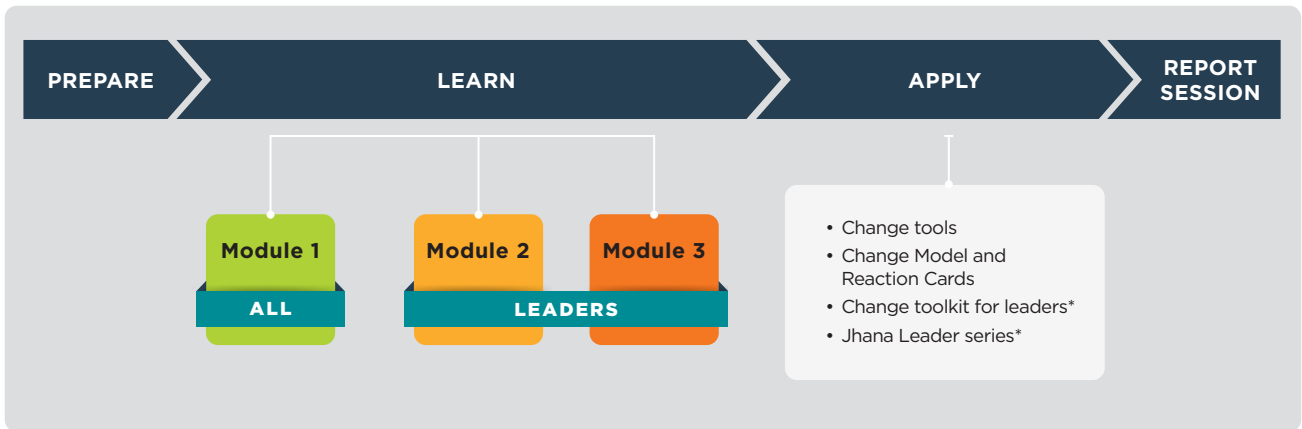 PREPARE
LEARN
APPLY
REPORT
SESSION
Module 1
ALL
Module 2
Module 3
LEADERS
• Change tools
• Change Model and
Reaction Cards
• Change toolkit for leaders*
• Jhana Leader series*